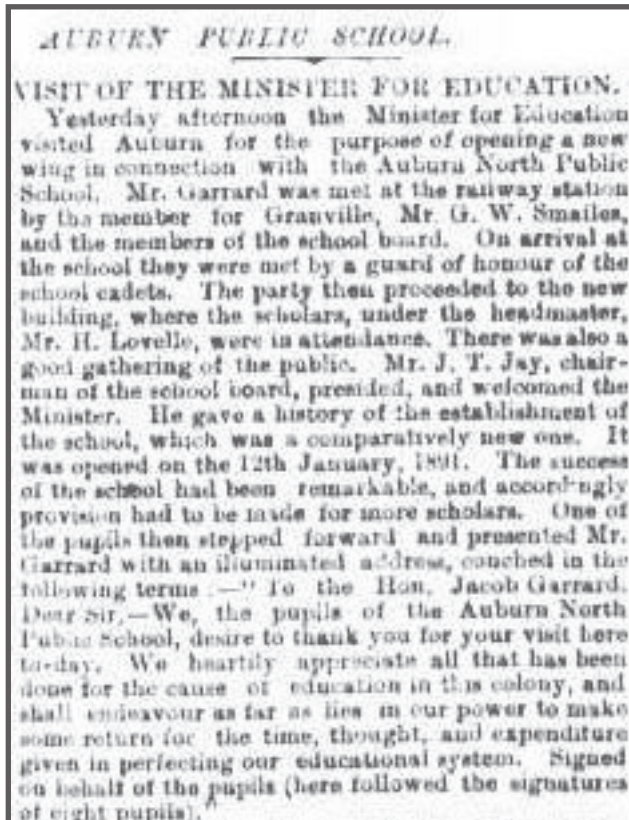 AUBURN PUBLIC SCHOOL.
VISIT OF THE MINISTER FOR EDUCATION.
Yesterday afternoon the Minister for Education
visited Auburn for the purpose of opening a new
wing in connection with the Auburn North Public
School. Mr. Garrard was met at the railway station
by the member for Granville, Mr. G. W. Smailes,
and the members of the school board. On arrival at
the school they were met by a guard of honour of the
school cadets. The party then proceeded to the new
building, where the scholars, under the headmaster,
Mr. H. Lovelle, were in attendance. There was also a
good gathering of the public. Mr. J. T. Jay, chair-
man of the school board, presided, and welcomed the
Minister. He gave a history of the establishment of
the school, which was a comparatively new one. It
was opened on the 12th January, 1891. The success
of the school had been remarkable, and accordingly
provision had to be made for more scholars. One of
the pupils then stepped forward and presented Mr.
Garrard with an illuminated address, couched in the
following terms :—"To the Hon. Jacob Garrard.
Dear Sir,—We, the pupils of the Auburn North
Public School, desire to thank you for your visit here
to-day. We heartily appreciate all that has been
done for the cause of education in this colony, and
shall endeavour as far as lies in our power to make
some return for the time, thought, and expenditure
given in perfecting our educational system. Signed
on behalf of the pupils (here followed the signatures
of eight pupils)."